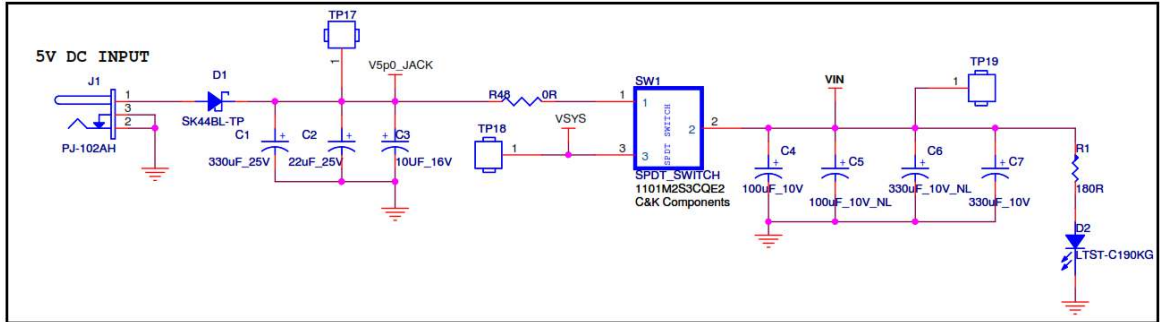 5V DC INPUT
J1
1
3
2
PJ-102AH
D1
SK44BL-TP
TP17
1
V5p0_JACK
C1
330uF_25V
C2
22uF_25V
C3
10UF_16V
R48
0R
TP18
1
VSYS
SW1
1
1
3
3
2
2
SPDT SWITCH
SPDT_SWITCH
1101M2S3CQE2
C&K Components
VIN
TP19
1
C4
100uF_10V
C5
100uF_10V_NL
C6
330uF_10V_NL
C7
330uF_10V
R1
180R
D2
LTST-C190KG